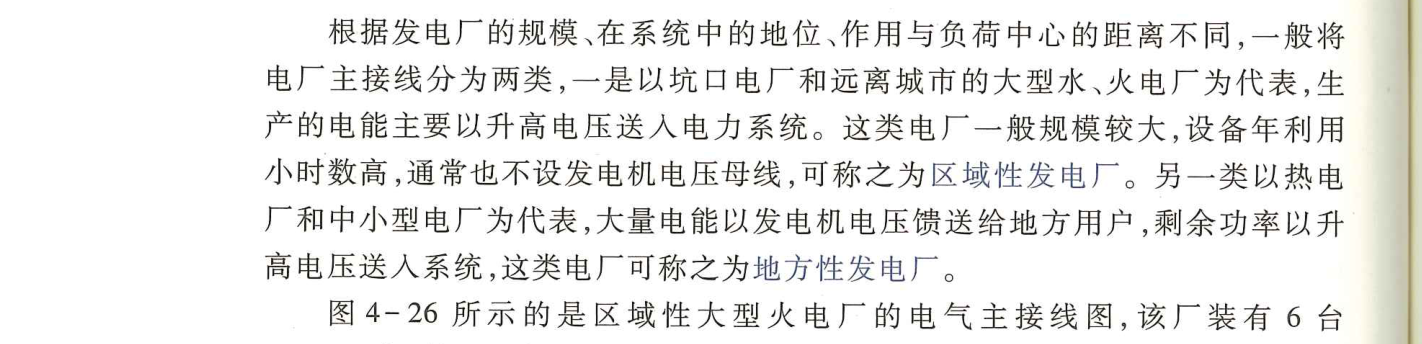 根据发电厂的规模、在系统中的地位、作用与负荷中心的距离不同,一般将
电厂主接线分为两类,一是以坑口电厂和远离城市的大型水、火电厂为代表,生
产的电能主要以升高电压送入电力系统。这类电厂一般规模较大,设备年利用
小时数高,通常也不设发电机电压母线,可称之为区域性发电厂。另一类以热电
厂和中小型电厂为代表,大量电能以发电机电压馈送给地方用户,剩余功率以升
高电压送入系统,这类电厂可称之为地方性发电厂。
图 4-26 所示的是区域性大型火电厂的电气主接线图,该厂装有 6 台